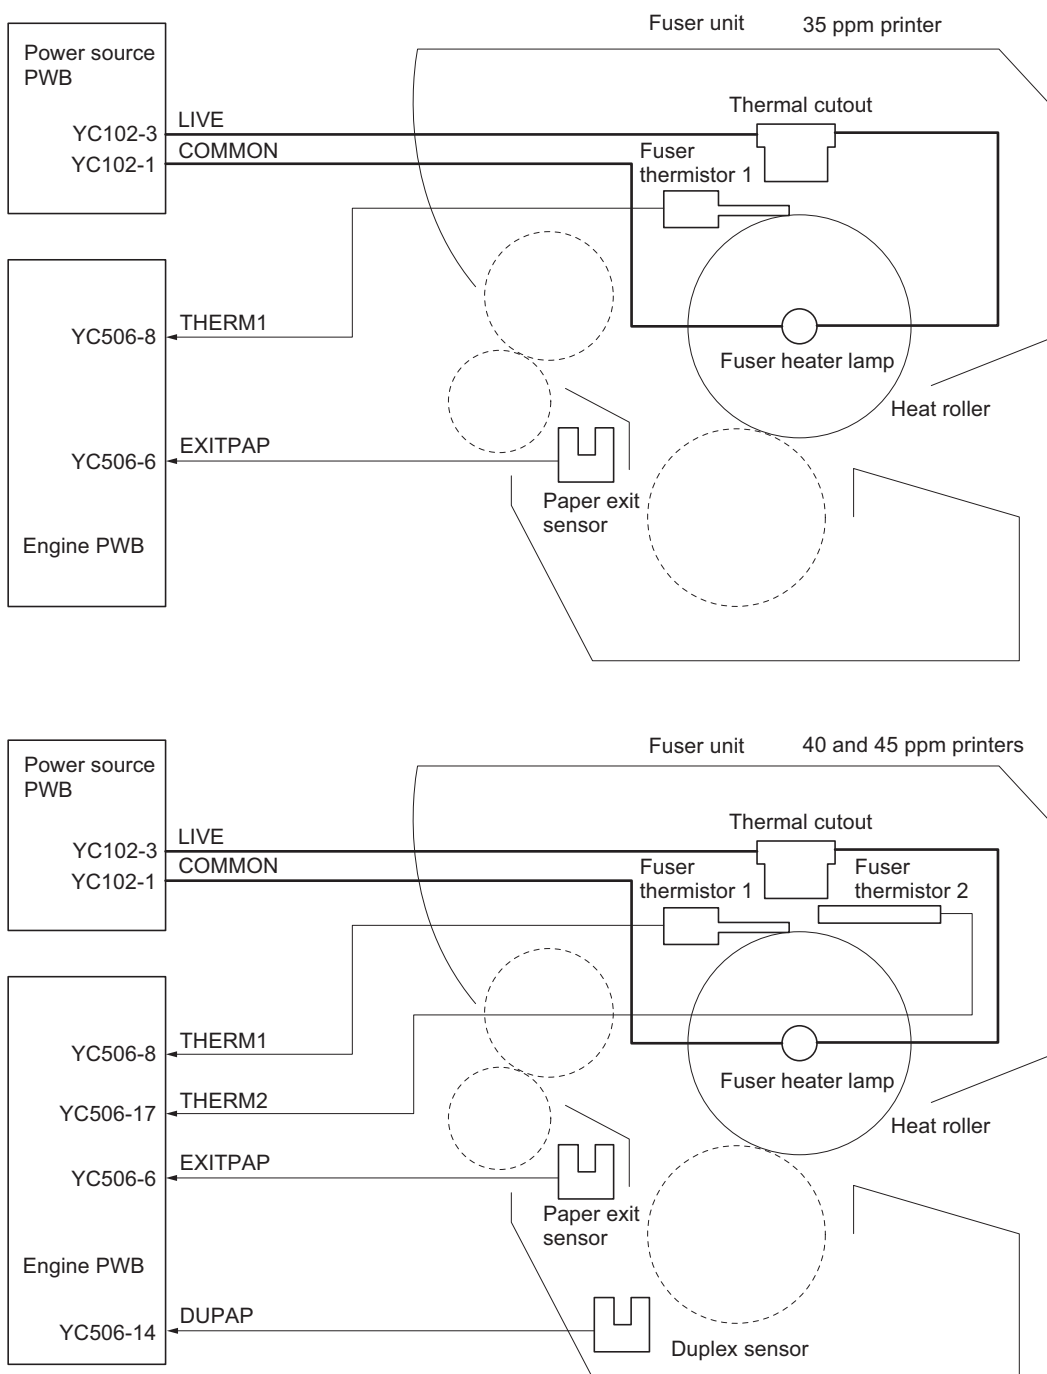 Fuser unit
35 ppm printer
Power source
PWB
YC102-3
LIVE
YC102-1
COMMON
Thermal cutout
Fuser
thermistor 1
YC506-8
THERM1
Fuser heater lamp
Heat roller
YC506-6
EXITPAP
Paper exit
sensor
Engine PWB
Fuser unit
40 and 45 ppm printers
Power source
PWB
YC102-3
LIVE
YC102-1
COMMON
Thermal cutout
Fuser
thermistor 1
Fuser
thermistor 2
YC506-8
THERM1
Fuser heater lamp
YC506-17
THERM2
Heat roller
YC506-6
EXITPAP
Paper exit
sensor
Engine PWB
YC506-14
DUPAP
Duplex sensor